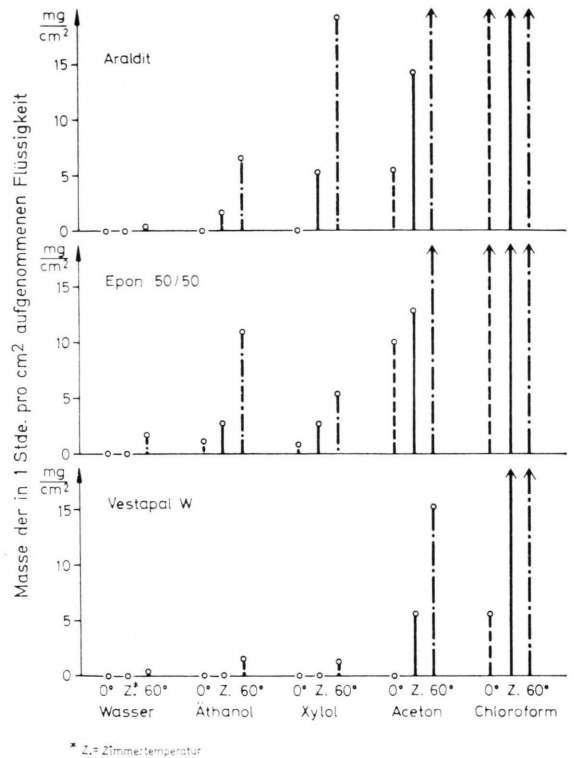 Masse der in 1 Stde. pro cm² aufgenommenen Flüssigkeit
mg
cm²
Araldit
15
10
5
0
mg
cm²
Epon 50/50
15
10
5
0
mg
cm²
Vestapal W
15
10
5
0
0° Z.* 60° 0° Z. 60° 0° Z. 60° 0° Z. 60° 0° Z. 60°
Wasser Äthanol Xylol Aceton Chloroform
* Z.= Zimmertemperatur